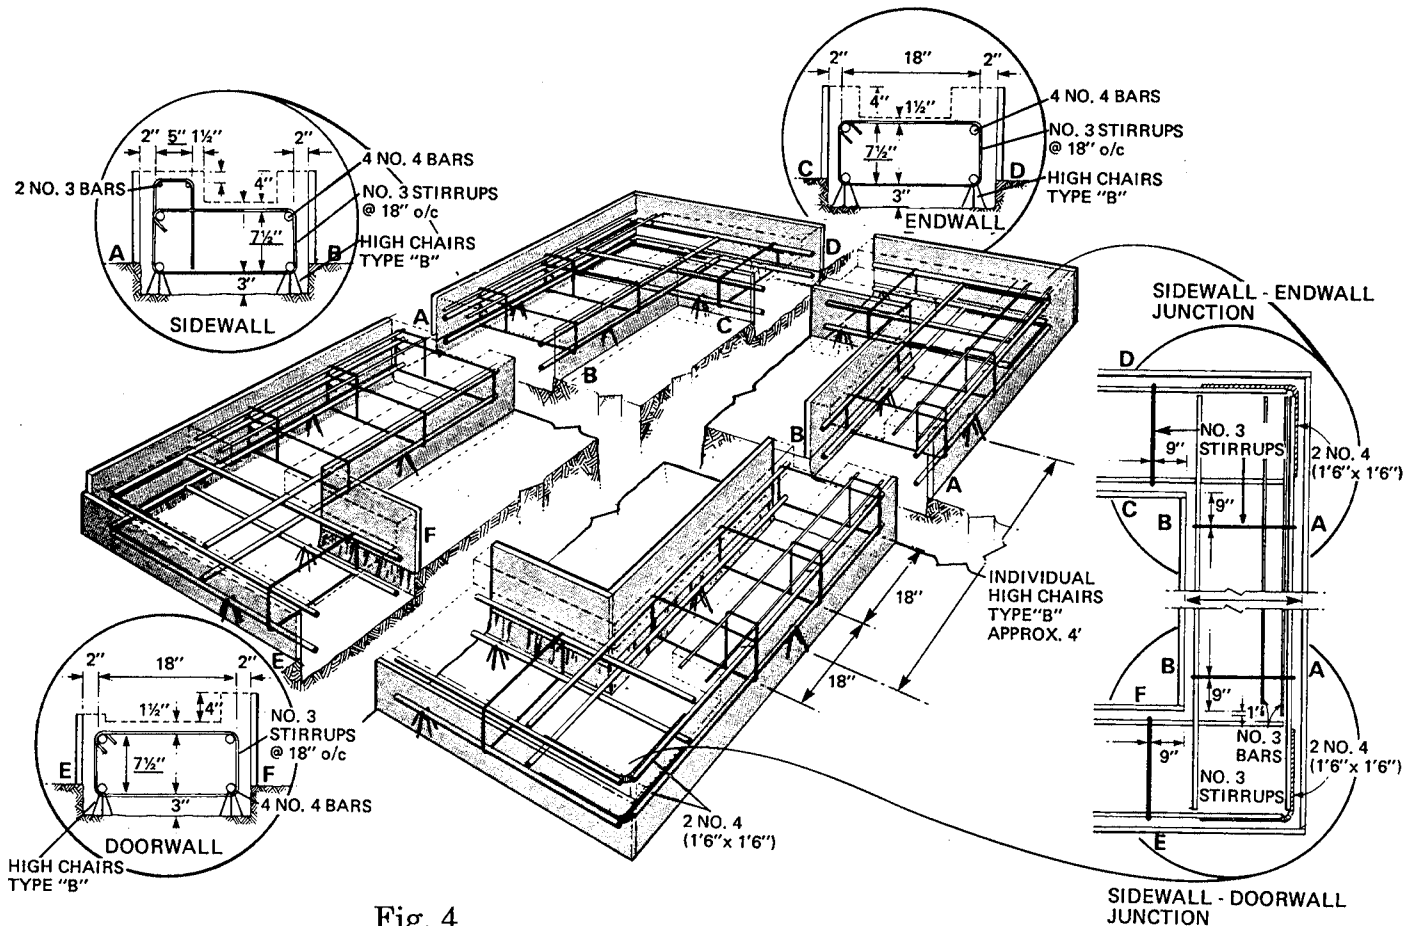 2" 18" 2"
4" 1½"
4 NO. 4 BARS
NO. 3 STIRRUPS
@ 18" o/c
7½"
C D
HIGH CHAIRS
TYPE "B"
3"
ENDWALL
2" 5" 1½" 2"
4 NO. 4 BARS
2 NO. 3 BARS
4"
NO. 3 STIRRUPS
@ 18" o/c
7½"
A B
HIGH CHAIRS
TYPE "B"
3"
SIDEWALL
D
A
C
B
B
A
F
E
INDIVIDUAL
HIGH CHAIRS
TYPE "B"
APPROX. 4'
18"
18"
2 NO. 4
(1'6" x 1'6")
SIDEWALL - ENDWALL
JUNCTION
D
NO. 3
STIRRUPS
9"
2 NO. 4
(1'6" x 1'6")
C B
9"
A
B A
F
9"
NO. 3
BARS
9"
2 NO. 4
(1'6" x 1'6")
NO. 3
STIRRUPS
E
SIDEWALL - DOORWALL
JUNCTION
2" 18" 2"
1½" 4"
NO. 3
STIRRUPS
@ 18" o/c
7½"
E F
3"
4 NO. 4 BARS
DOORWALL
HIGH CHAIRS
TYPE "B"
Fig. 4